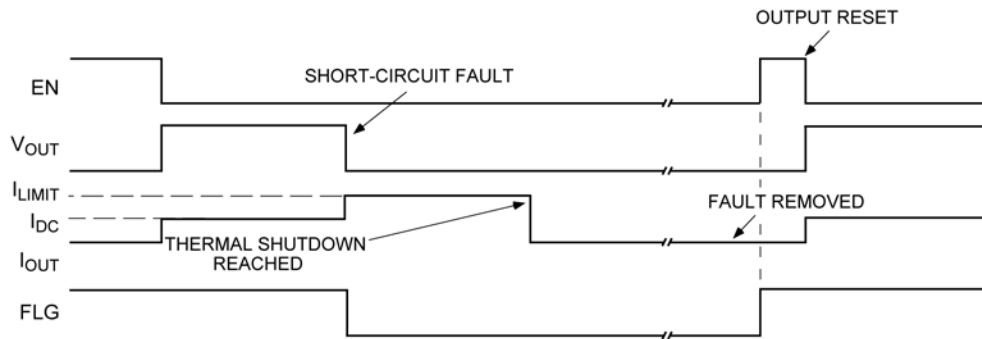 OUTPUT RESET
EN
SHORT-CIRCUIT FAULT
VOUT
ILIMIT
IDC
FAULT REMOVED
THERMAL SHUTDOWN
REACHED
IOUT
FLG